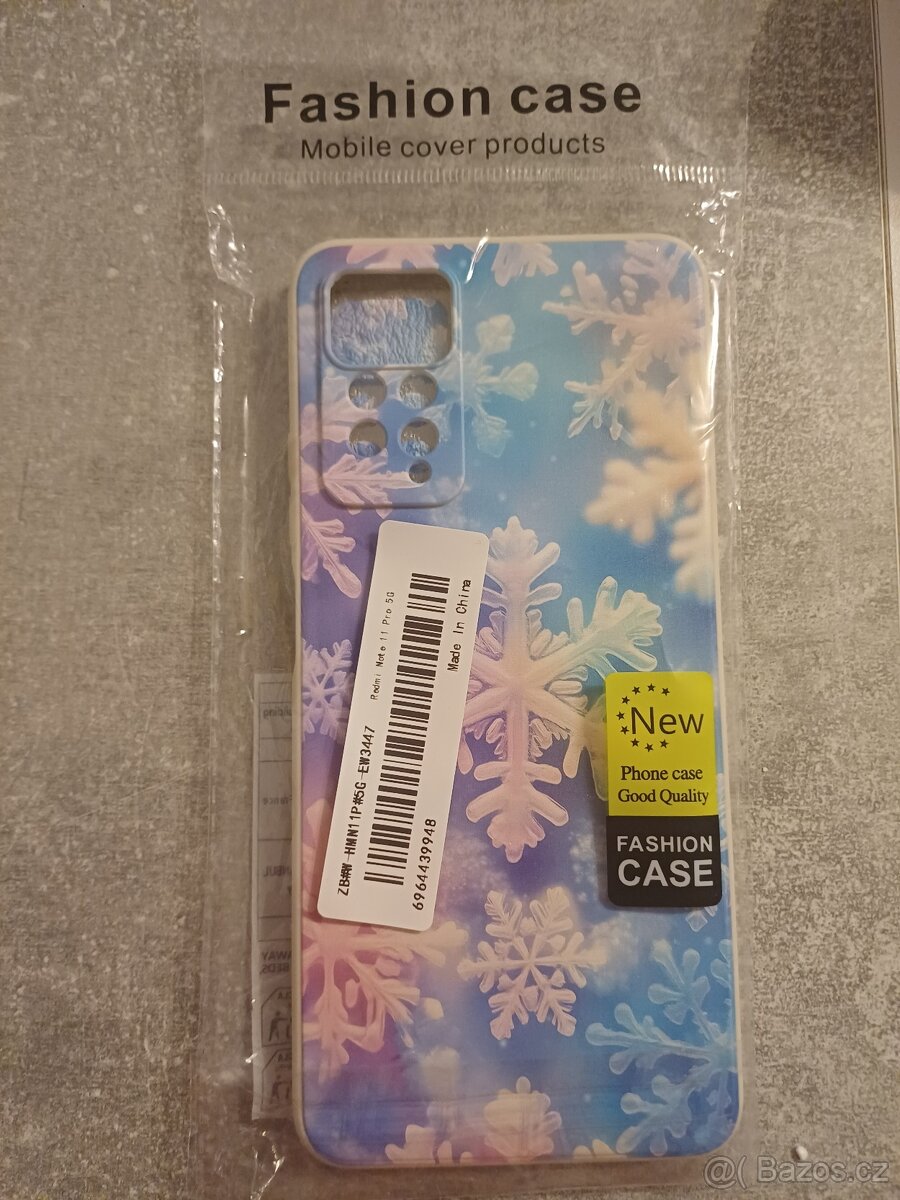 Fashion case
Mobile cover products
ZB#W-HMN11P#5G-EW3447
Redmi Note 11 Pro 5G
6964439948
Made In China
New
Phone case
Good Quality
FASHION
CASE
@( Bazos.cz